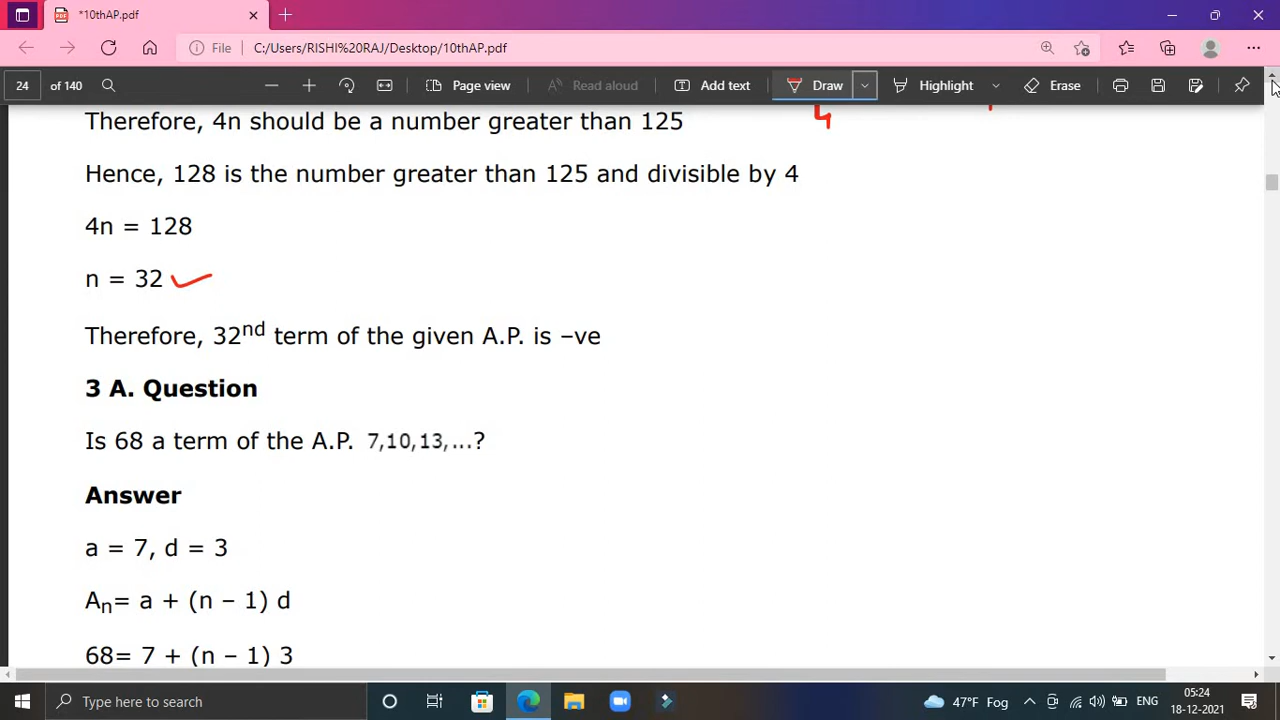 *10thAP.pdf
File C:/Users/RISHI%20RAJ/Desktop/10thAP.pdf
24 of 140 Page view Read aloud Add text Draw Highlight Erase
Therefore, 4n should be a number greater than 125
4
Hence, 128 is the number greater than 125 and divisible by 4
4n = 128
n = 32
Therefore, 32nd term of the given A.P. is –ve
3 A. Question
Is 68 a term of the A.P. 7,10,13,...?
Answer
a = 7, d = 3
An= a + (n – 1) d
68= 7 + (n – 1) 3
Type here to search 47°F Fog ENG 05:24
18-12-2021